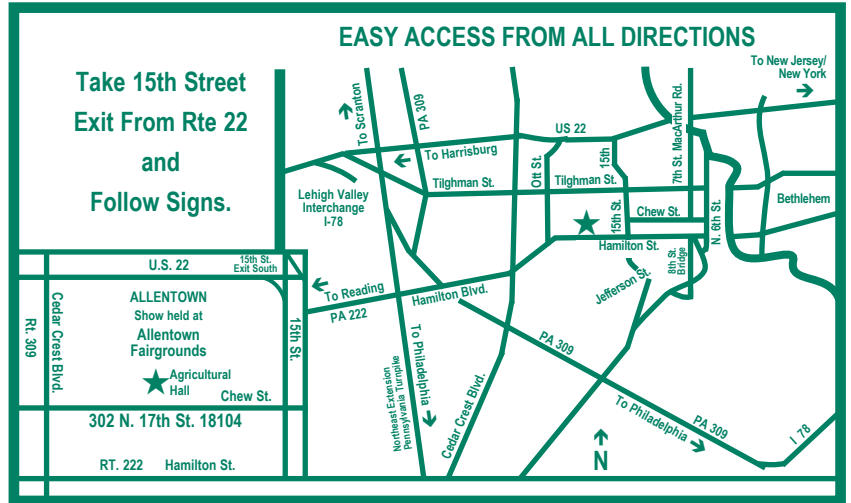 EASY ACCESS FROM ALL DIRECTIONS
Take 15th Street
Exit From Rte 22
and
Follow Signs.
To New Jersey/
New York
To Scranton
PA 309
US 22
7th St. MacArthur Rd.
To Harrisburg
Ott St.
15th
Tilghman St.
Tilghman St.
Lehigh Valley
Interchange
I-78
Bethlehem
15th St.
Chew St.
N. 6th St.
Hamilton St.
8th St.
Bridge
Jefferson St.
To Reading
PA 222
Hamilton Blvd.
To Philadelphia
Northeast Extension
Pennsylvania Turnpike
Cedar Crest Blvd.
PA 309
To Philadelphia
PA 309
I 78
N
U.S. 22
15th St.
Exit South
Rt. 309
Cedar Crest Blvd.
ALLENTOWN
Show held at
Allentown
Fairgrounds
Agricultural
Hall
15th St.
Chew St.
302 N. 17th St. 18104
RT. 222 Hamilton St.